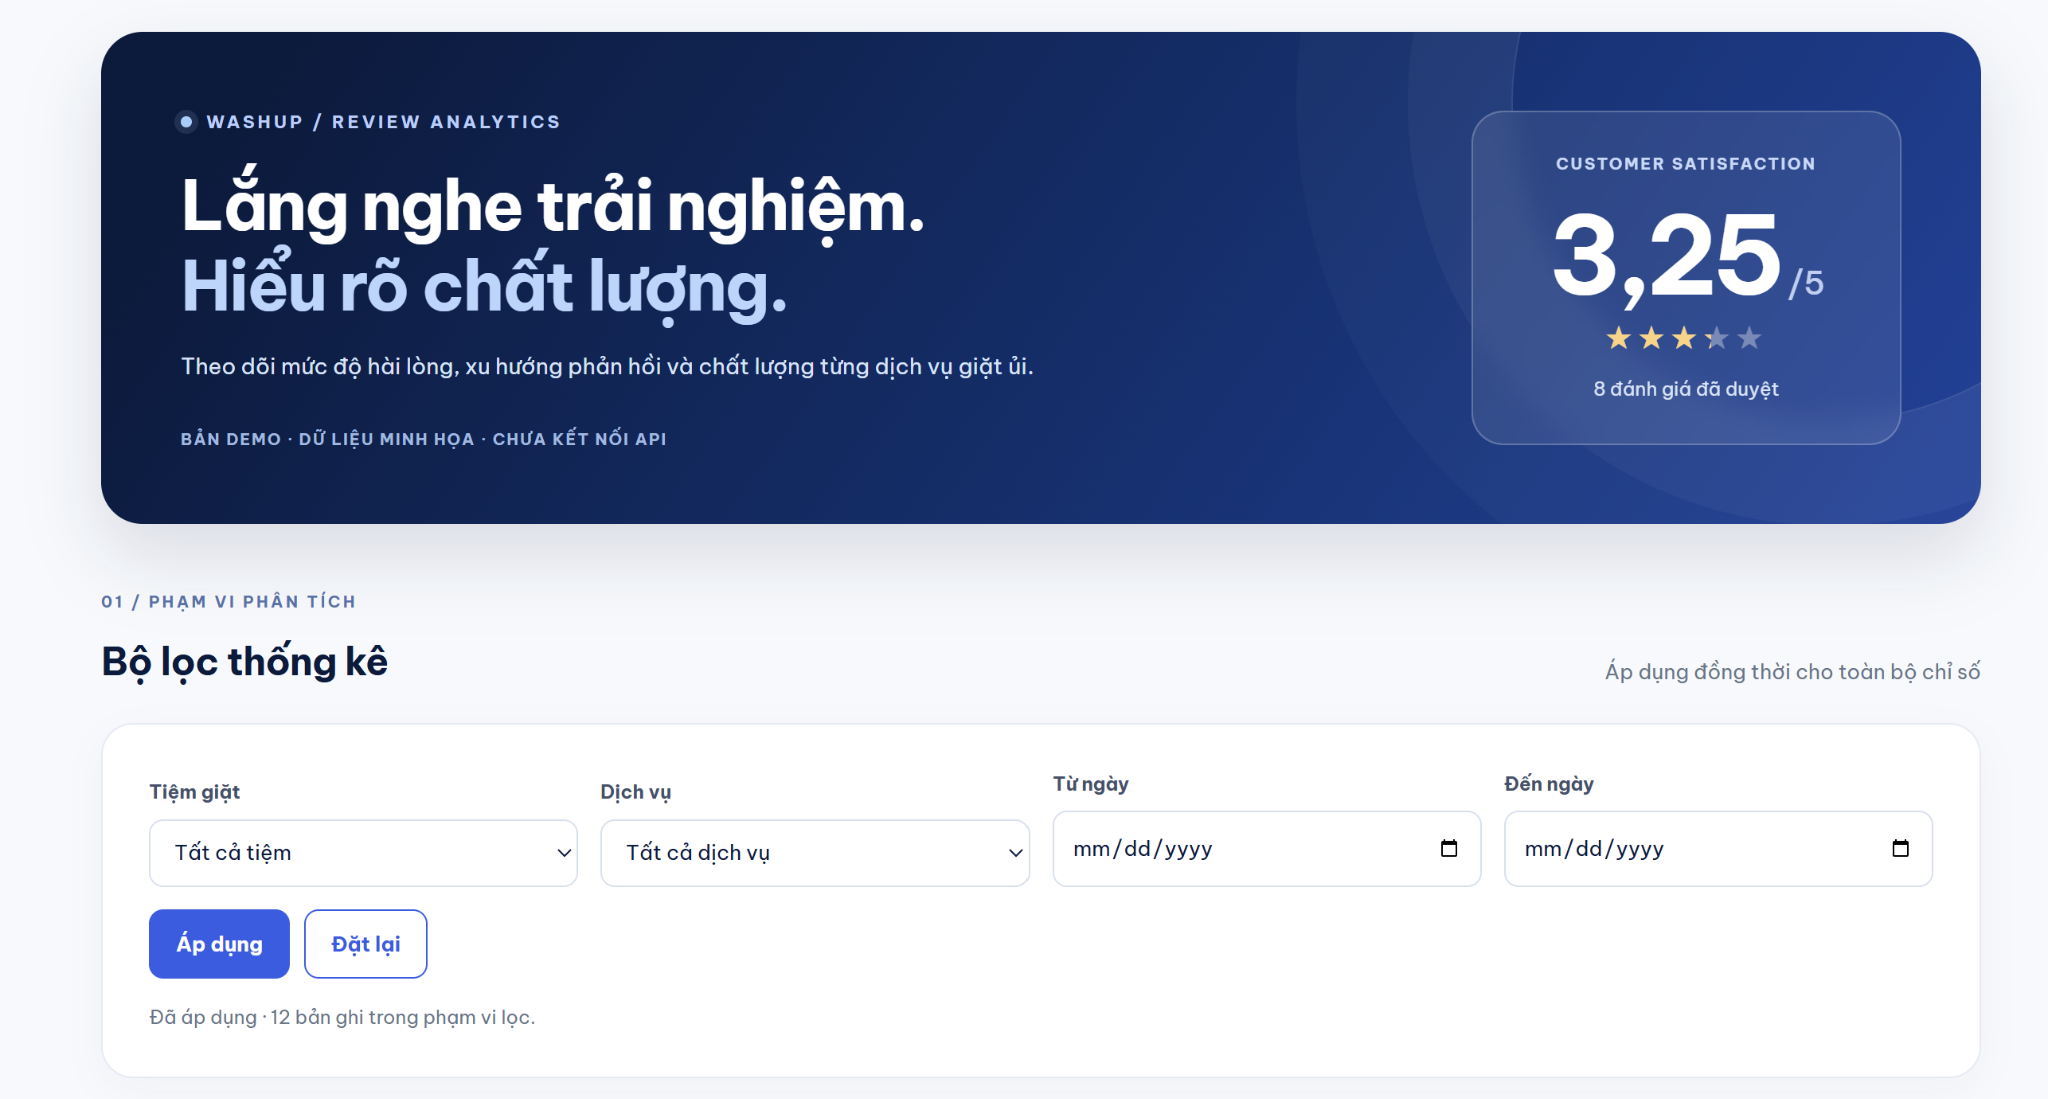 WASHUP / REVIEW ANALYTICS
Lắng nghe trải nghiệm.
Hiểu rõ chất lượng.
Theo dõi mức độ hài lòng, xu hướng phản hồi và chất lượng từng dịch vụ giặt ủi.
BẢN DEMO · DỮ LIỆU MINH HỌA · CHƯA KẾT NỐI API
CUSTOMER SATISFACTION
3,25 /5
8 đánh giá đã duyệt
01 / PHẠM VI PHÂN TÍCH
Bộ lọc thống kê
Áp dụng đồng thời cho toàn bộ chỉ số
Tiệm giặt
Tất cả tiệm
Dịch vụ
Tất cả dịch vụ
Từ ngày
mm/dd/yyyy
Đến ngày
mm/dd/yyyy
Áp dụng
Đặt lại
Đã áp dụng · 12 bản ghi trong phạm vi lọc.